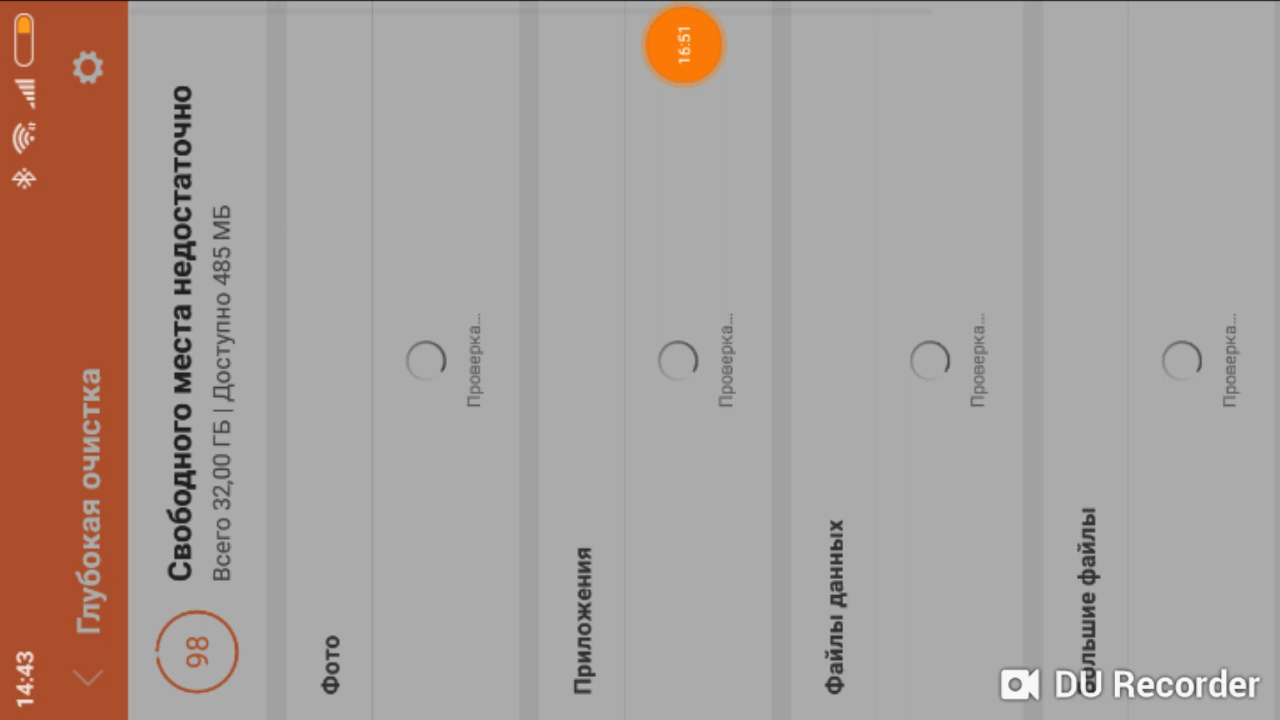 14:43
Глубокая очистка
98
Свободного места недостаточно
Всего 32,00 ГБ | Доступно 485 МБ
Фото
Проверка...
Приложения
16:51
Проверка...
Файлы данных
Проверка...
Большие файлы
Проверка...
DU Recorder